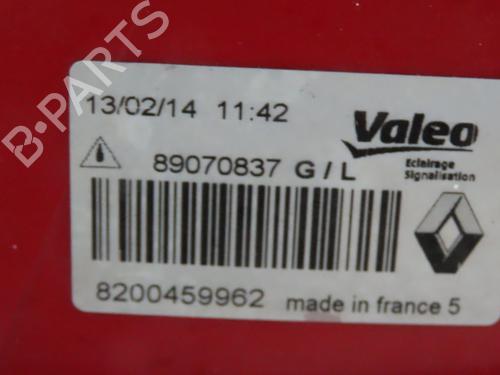 B-PARTS
13/02/14 11:42
Valeo
Eclairage
Signalisation
89070837 G / L
8200459962 made in france 5